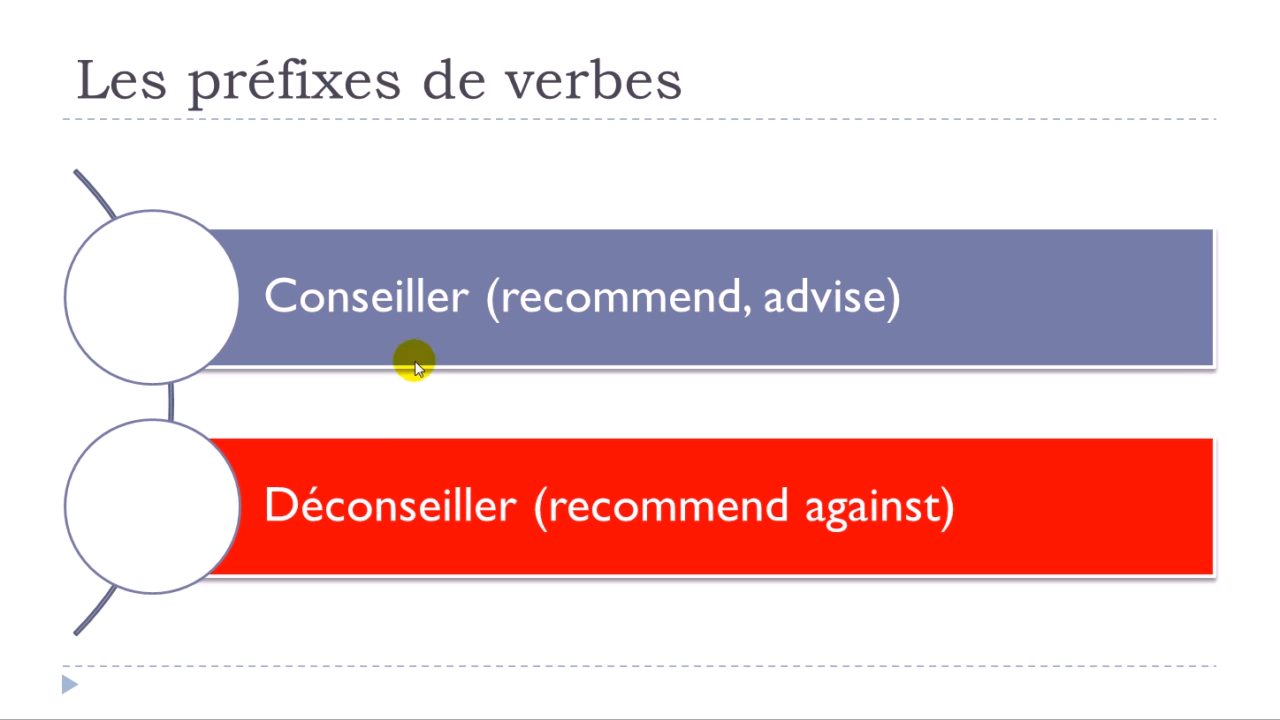 Les préfixes de verbes
Conseiller (recommend, advise)
Déconseiller (recommend against)